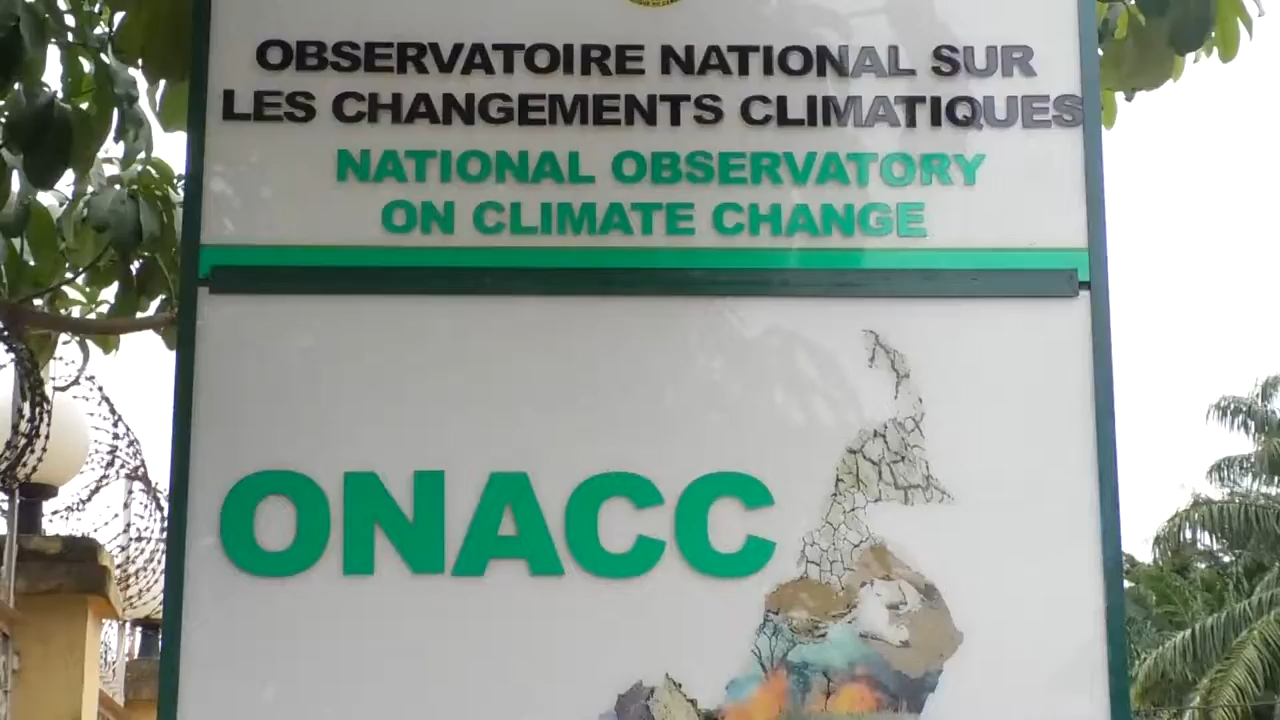 OBSERVATOIRE NATIONAL SUR
LES CHANGEMENTS CLIMATIQUES
NATIONAL OBSERVATORY
ON CLIMATE CHANGE
ONACC